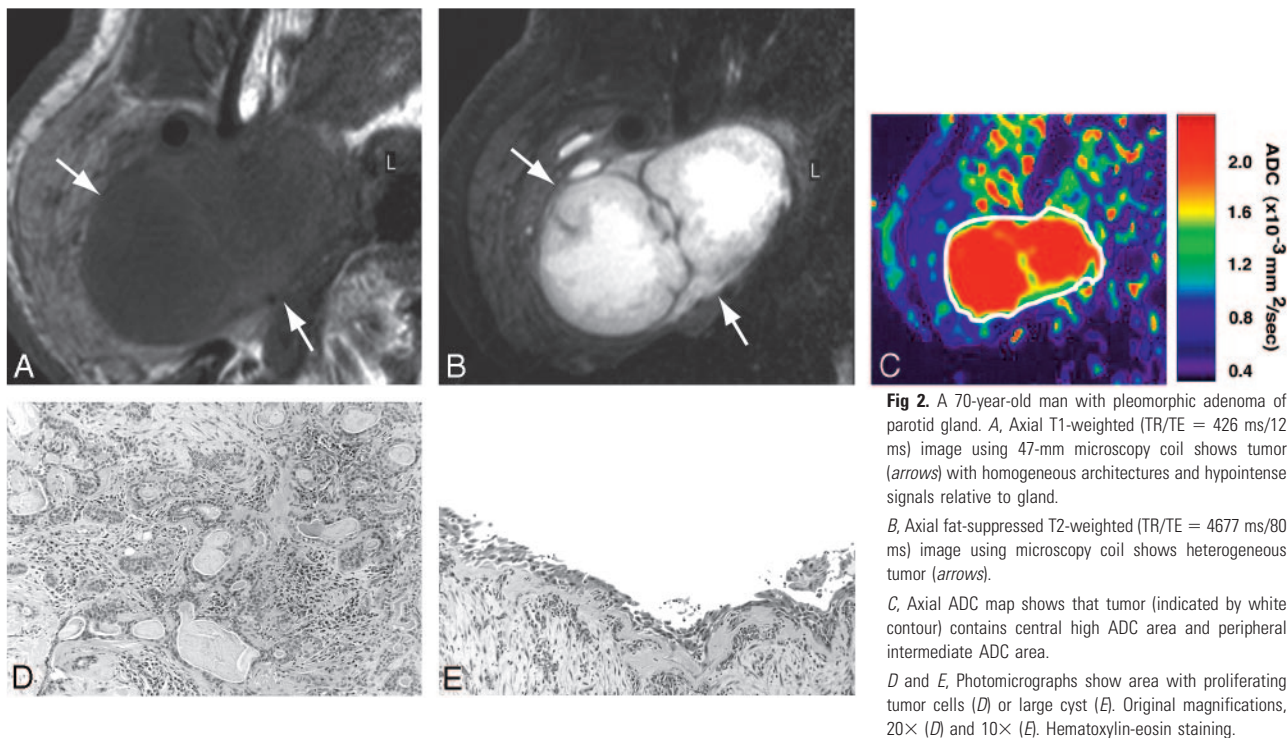 L
A
L
B
C
2.0
1.6
1.2
0.8
0.4
ADC (x10-3 mm2/sec)
D
E
Fig 2. A 70-year-old man with pleomorphic adenoma of
parotid gland. A, Axial T1-weighted (TR/TE = 426 ms/12
ms) image using 47-mm microscopy coil shows tumor
(arrows) with homogeneous architectures and hypointense
signals relative to gland.
B, Axial fat-suppressed T2-weighted (TR/TE = 4677 ms/80
ms) image using microscopy coil shows heterogeneous
tumor (arrows).
C, Axial ADC map shows that tumor (indicated by white
contour) contains central high ADC area and peripheral
intermediate ADC area.
D and E, Photomicrographs show area with proliferating
tumor cells (D) or large cyst (E). Original magnifications,
20× (D) and 10× (E). Hematoxylin-eosin staining.